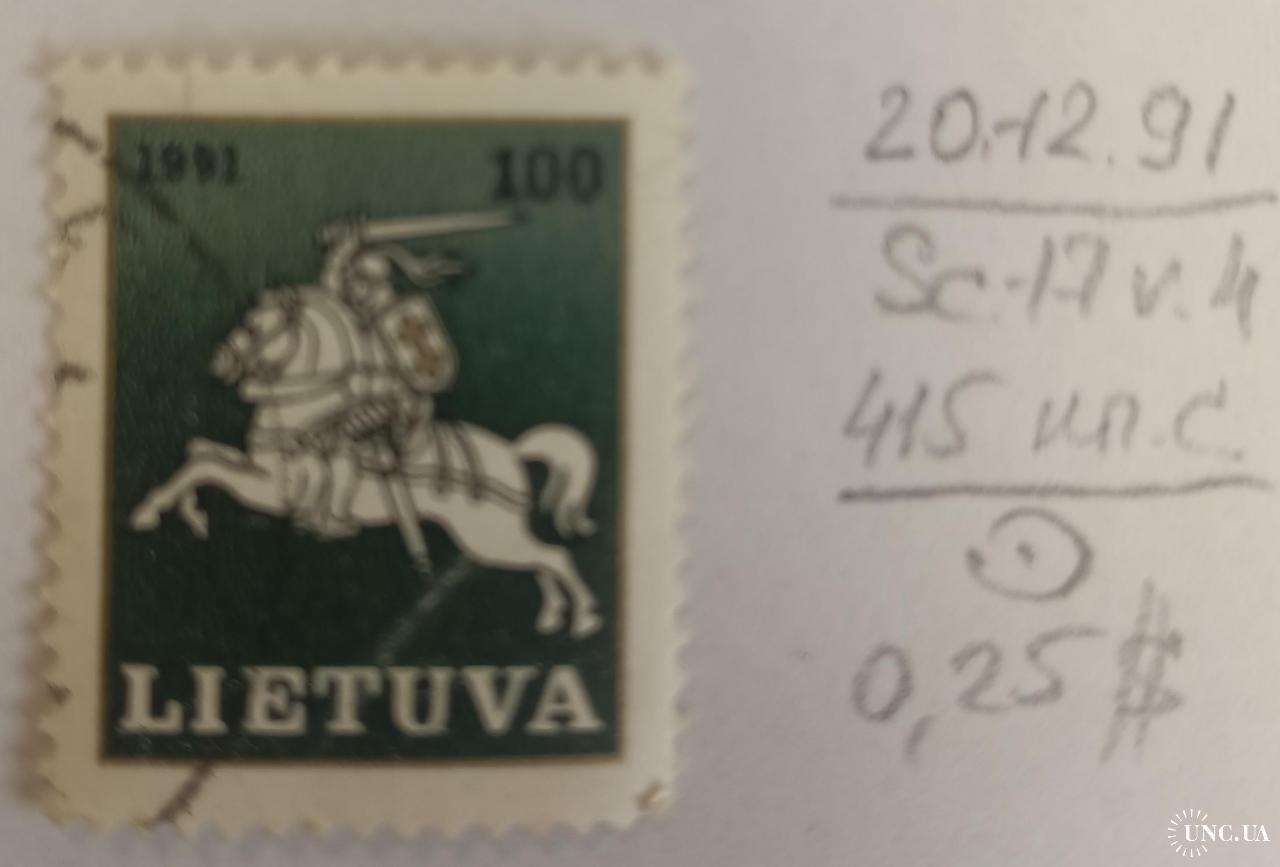 1991 100
LIETUVA
20.12.91
Sc.17 v.4
415 ил.с
0,25 $
UNC.UA